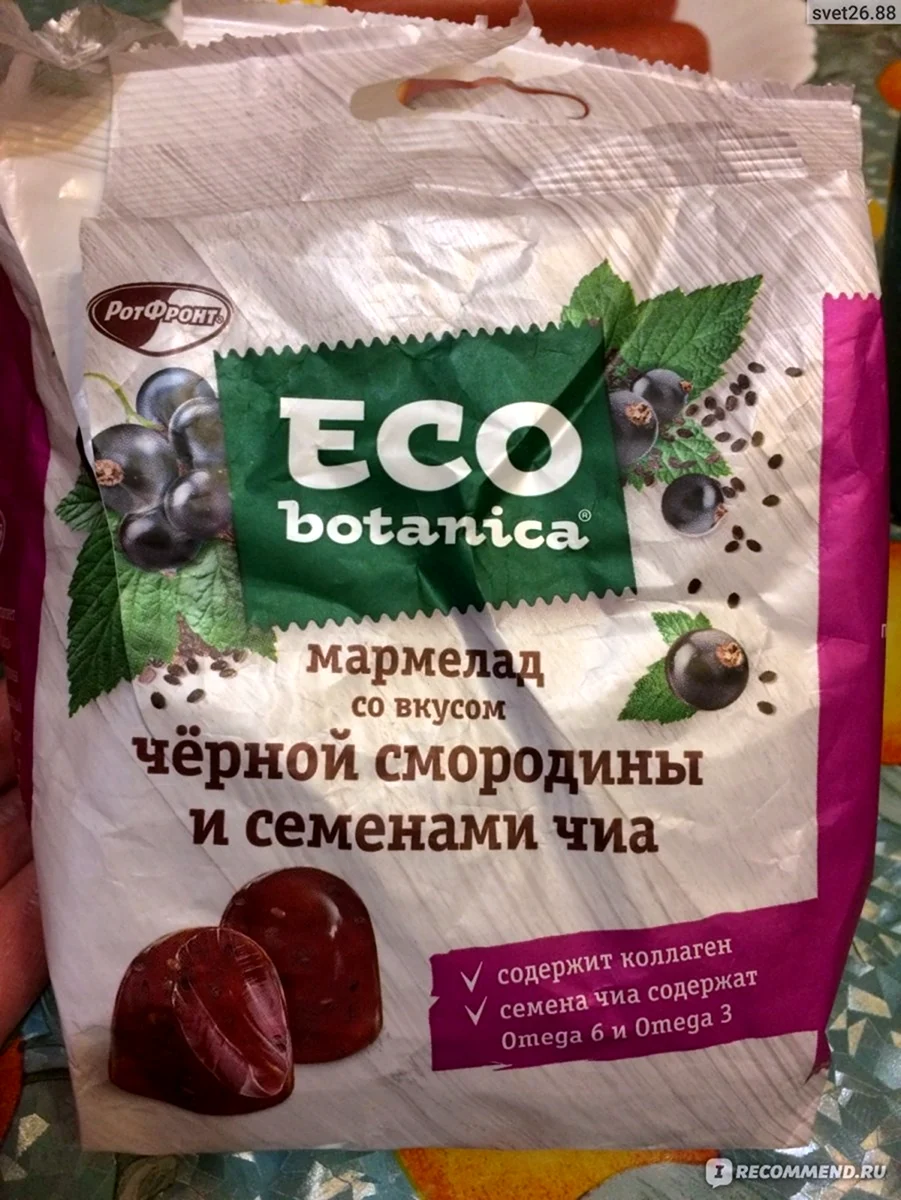 svet26.88
РотФронт
ECO
botanica®
мармелад
со вкусом
чёрной смородины
и семенами чиа
содержит коллаген
семена чиа содержат
Omega 6 и Omega 3
IRECOMMEND.RU